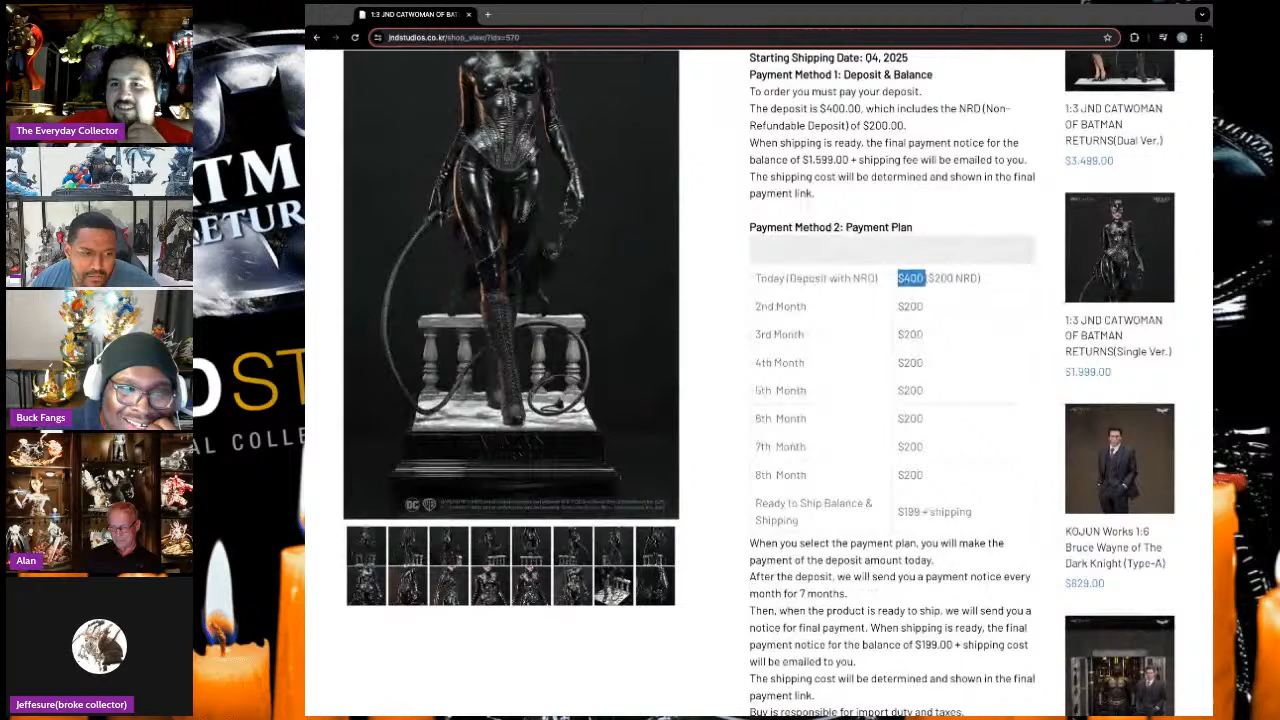 The Everyday Collector
Buck Fangs
Alan
Jeffesure(broke collector)
TM
ETUR
ST
AL COLLE
1:3 JND CATWOMAN OF BAT
jndstudios.co.kr/shop_view/?idx=570
Starting Shipping Date: Q4, 2025
Payment Method 1: Deposit & Balance
To order you must pay your deposit.
The deposit is $400.00, which includes the NRD (Non-
Refundable Deposit) of $200.00.
When shipping is ready, the final payment notice for the
balance of $1,599.00 + shipping fee will be emailed to you.
The shipping cost will be determined and shown in the final
payment link.
Payment Method 2: Payment Plan
Today (Deposit with NRD) $400 ($200 NRD)
2nd Month $200
3rd Month $200
4th Month $200
5th Month $200
6th Month $200
7th Month $200
8th Month $200
Ready to Ship Balance &
Shipping
$199 + shipping
When you select the payment plan, you will make the
payment of the deposit amount today.
After the deposit, we will send you a payment notice every
month for 7 months.
Then, when the product is ready to ship, we will send you a
notice for final payment. When shipping is ready, the final
payment notice for the balance of $199.00 + shipping cost
will be emailed to you.
The shipping cost will be determined and shown in the final
payment link.
Buy is responsible for import duty and taxes.
1:3 JND CATWOMAN
OF BATMAN
RETURNS(Dual Ver.)
$3,499.00
1:3 JND CATWOMAN
OF BATMAN
RETURNS(Single Ver.)
$1,999.00
KOJUN Works 1:6
Bruce Wayne of The
Dark Knight (Type-A)
$829.00